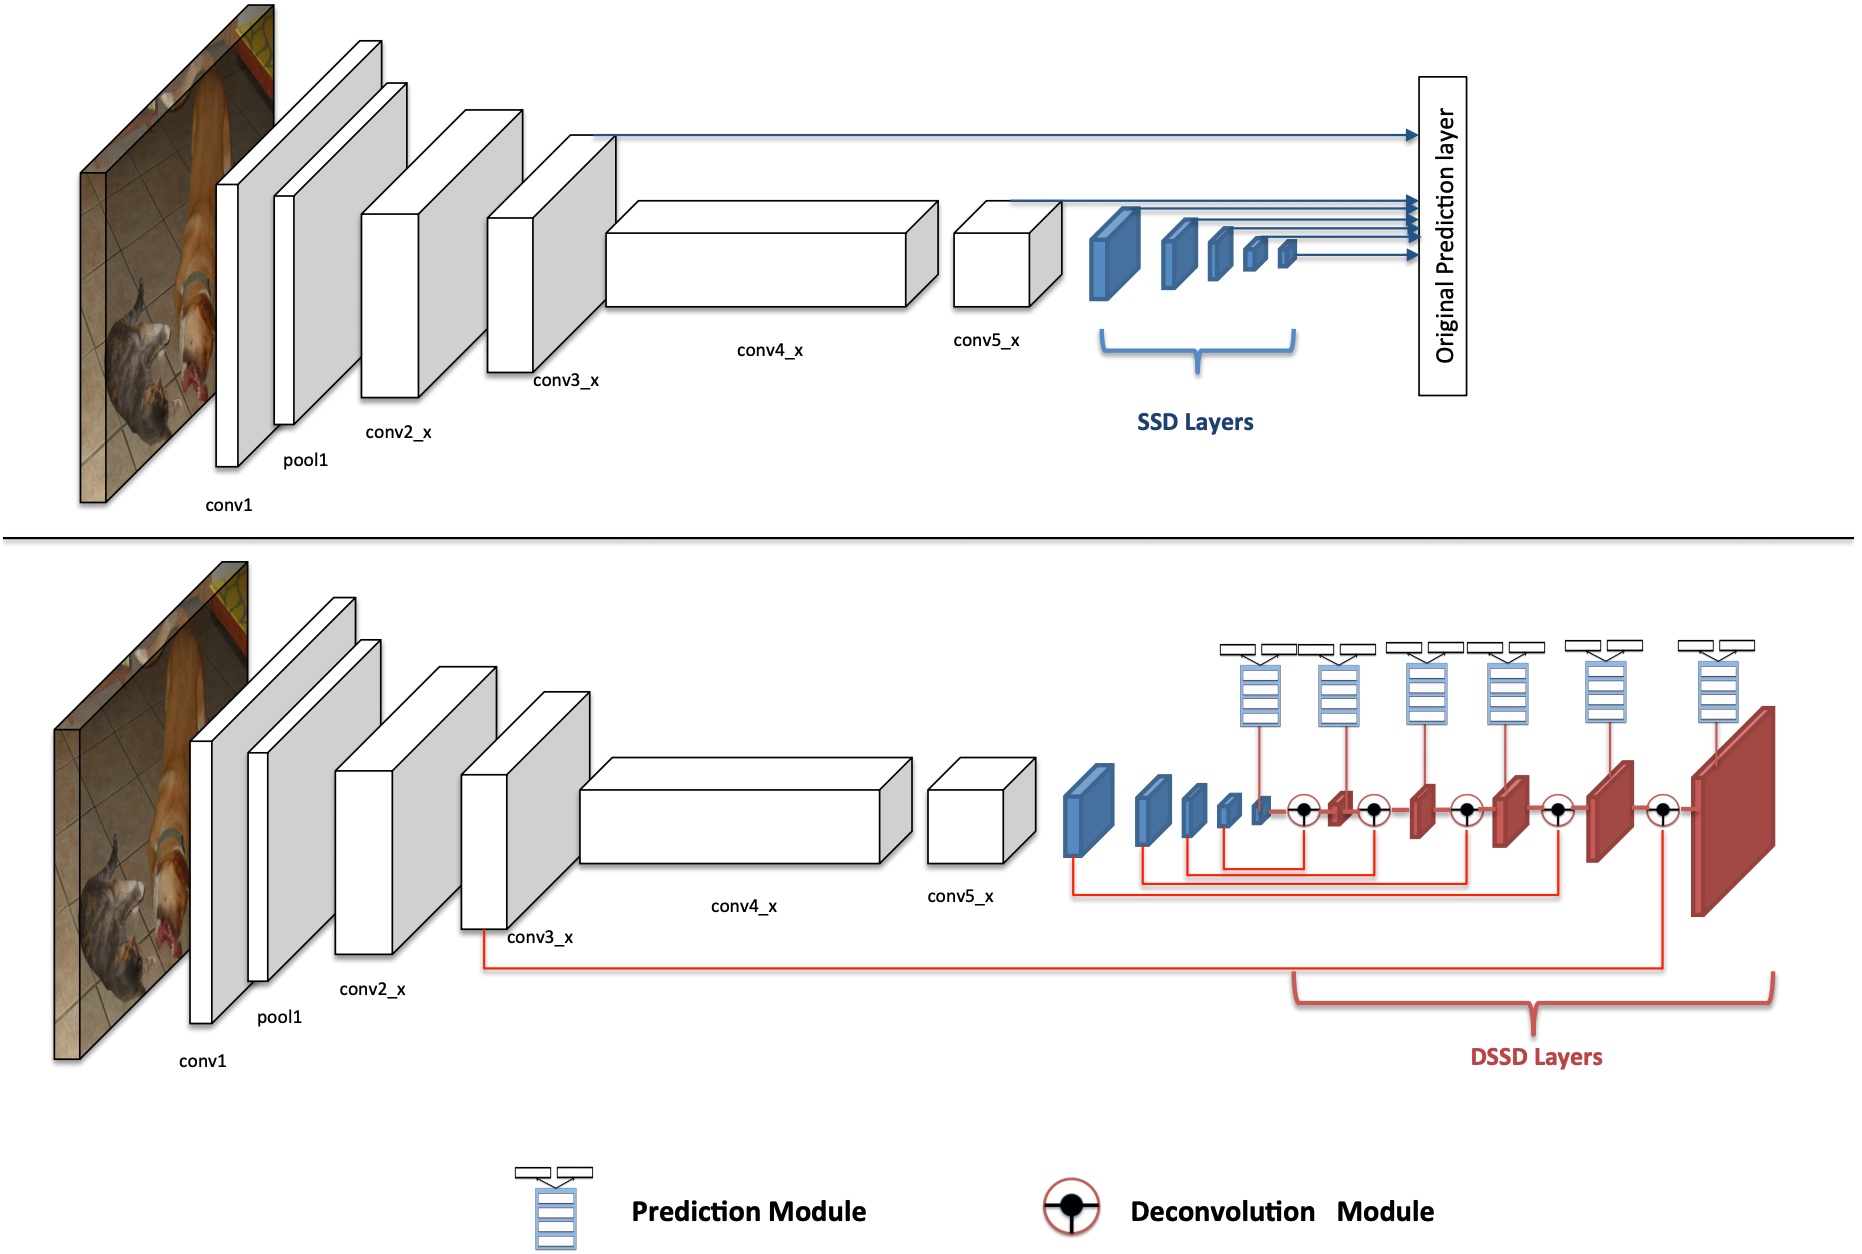 Original Prediction layer
conv4_x
conv5_x
conv3_x
SSD Layers
conv2_x
pool1
conv1
conv4_x
conv5_x
conv3_x
conv2_x
pool1
conv1
DSSD Layers
Prediction Module
Deconvolution Module